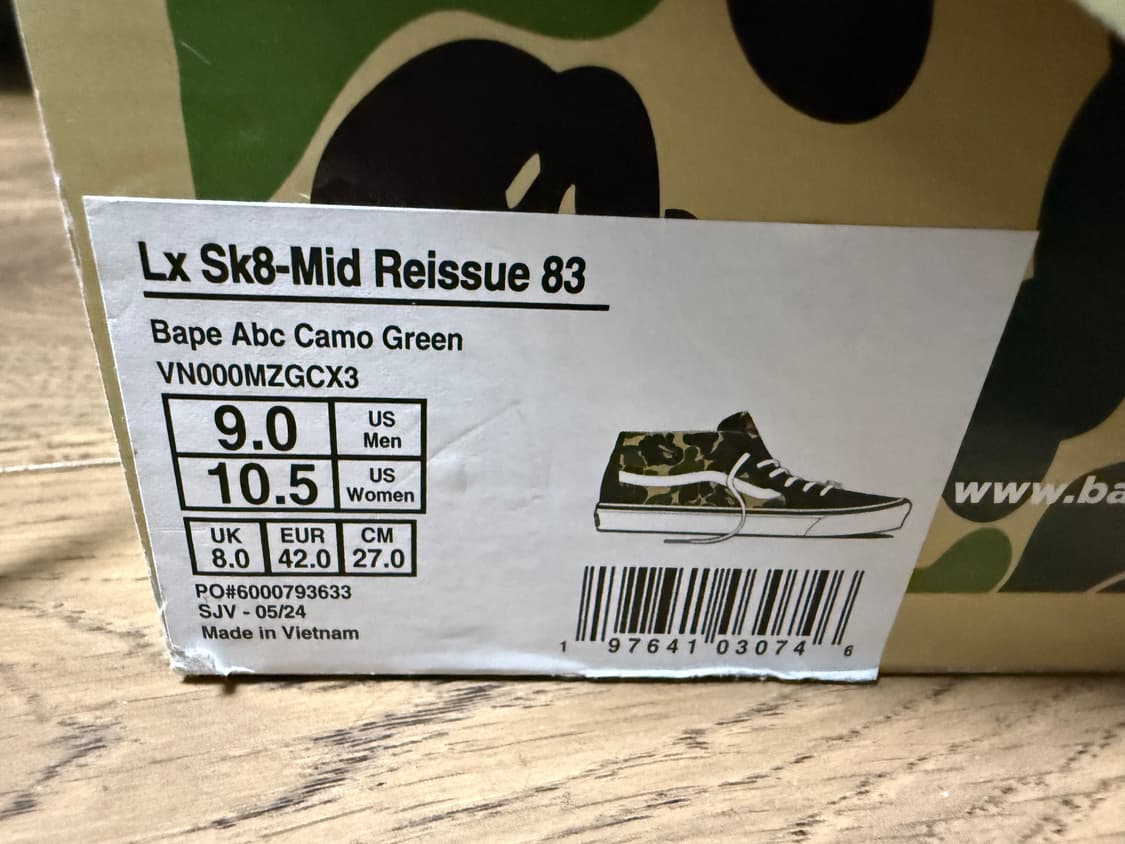 Lx Sk8-Mid Reissue 83
Bape Abc Camo Green
VN000MZGCX3
9.0 US Men
10.5 US Women
UK EUR CM
8.0 42.0 27.0
PO#6000793633
SJV - 05/24
Made in Vietnam
1 97641 03074 6
www.ba